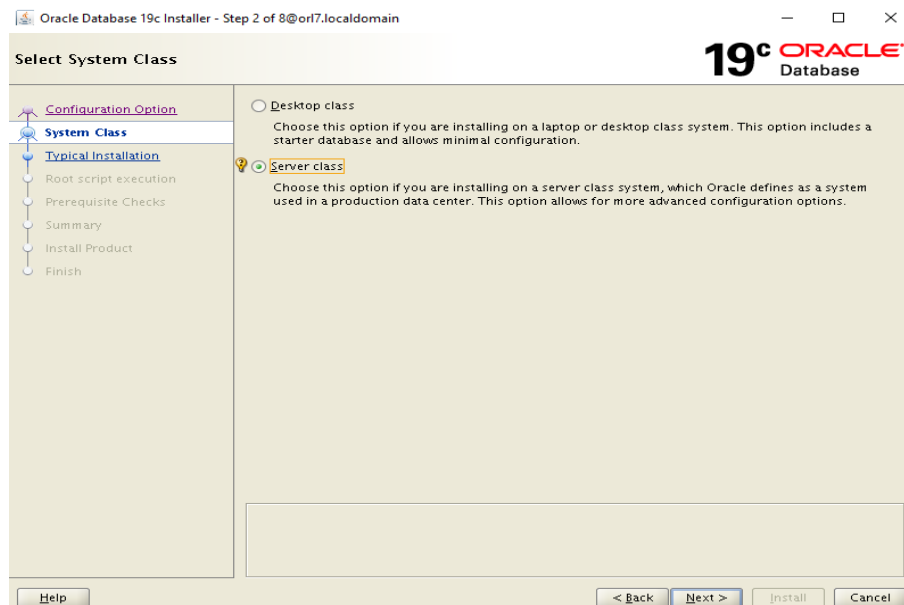 Oracle Database 19c Installer - Step 2 of 8@orl7.localdomain
Select System Class
19c ORACLE
Database
Configuration Option
System Class
Typical Installation
Root script execution
Prerequisite Checks
Summary
Install Product
Finish
Desktop class
Choose this option if you are installing on a laptop or desktop class system. This option includes a
starter database and allows minimal configuration.
Server class
Choose this option if you are installing on a server class system, which Oracle defines as a system
used in a production data center. This option allows for more advanced configuration options.
Help
< Back
Next >
Install
Cancel